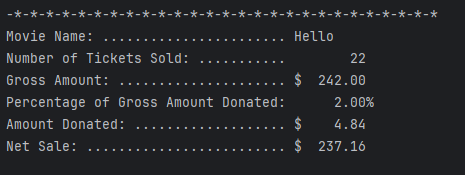 -*-*-*-*-*-*-*-*-*-*-*-*-*-*-*-*-*-*-*-*-*-*-*-*-*-*-*
Movie Name: ....................... Hello
Number of Tickets Sold: ...........        22
Gross Amount: ..................... $  242.00
Percentage of Gross Amount Donated:      2.00%
Amount Donated: ................... $    4.84
Net Sale: ......................... $  237.16